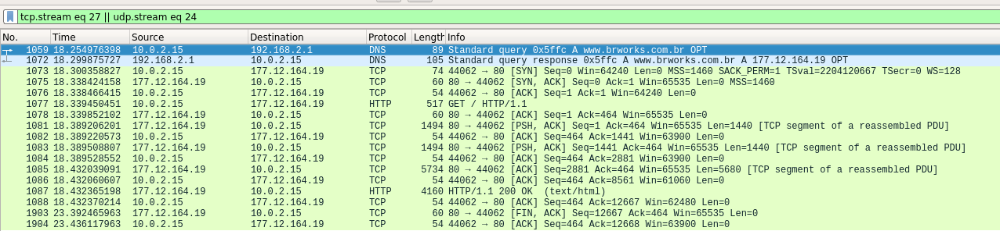 tcp.stream eq 27 || udp.stream eq 24
No. Time Source Destination Protocol Length Info
1059 18.254976398 10.0.2.15 192.168.2.1 DNS 89 Standard query 0x5ffc A www.brworks.com.br OPT
1072 18.299875727 192.168.2.1 10.0.2.15 DNS 105 Standard query response 0x5ffc A www.brworks.com.br A 177.12.164.19 OPT
1073 18.300358827 10.0.2.15 177.12.164.19 TCP 74 44062 → 80 [SYN] Seq=0 Win=64240 Len=0 MSS=1460 SACK_PERM=1 TSval=2204120667 TSecr=0 WS=128
1075 18.338424158 177.12.164.19 10.0.2.15 TCP 60 80 → 44062 [SYN, ACK] Seq=0 Ack=1 Win=65535 Len=0 MSS=1460
1076 18.338466415 10.0.2.15 177.12.164.19 TCP 54 44062 → 80 [ACK] Seq=1 Ack=1 Win=64240 Len=0
1077 18.339450451 10.0.2.15 177.12.164.19 HTTP 517 GET / HTTP/1.1
1078 18.339852102 177.12.164.19 10.0.2.15 TCP 60 80 → 44062 [ACK] Seq=1 Ack=464 Win=65535 Len=0
1081 18.389206201 177.12.164.19 10.0.2.15 TCP 1494 80 → 44062 [PSH, ACK] Seq=1 Ack=464 Win=65535 Len=1440 [TCP segment of a reassembled PDU]
1082 18.389220573 10.0.2.15 177.12.164.19 TCP 54 44062 → 80 [ACK] Seq=464 Ack=1441 Win=63900 Len=0
1083 18.389508807 177.12.164.19 10.0.2.15 TCP 1494 80 → 44062 [PSH, ACK] Seq=1441 Ack=464 Win=65535 Len=1440 [TCP segment of a reassembled PDU]
1084 18.389528552 10.0.2.15 177.12.164.19 TCP 54 44062 → 80 [ACK] Seq=464 Ack=2881 Win=63900 Len=0
1085 18.432039091 177.12.164.19 10.0.2.15 TCP 5734 80 → 44062 [ACK] Seq=2881 Ack=464 Win=65535 Len=5680 [TCP segment of a reassembled PDU]
1086 18.432060607 10.0.2.15 177.12.164.19 TCP 54 44062 → 80 [ACK] Seq=464 Ack=8561 Win=61060 Len=0
1087 18.432365198 177.12.164.19 10.0.2.15 HTTP 4160 HTTP/1.1 200 OK (text/html)
1088 18.432370214 10.0.2.15 177.12.164.19 TCP 54 44062 → 80 [ACK] Seq=464 Ack=12667 Win=62480 Len=0
1903 23.392465963 177.12.164.19 10.0.2.15 TCP 60 80 → 44062 [FIN, ACK] Seq=12667 Ack=464 Win=65535 Len=0
1904 23.436117963 10.0.2.15 177.12.164.19 TCP 54 44062 → 80 [ACK] Seq=464 Ack=12668 Win=63900 Len=0